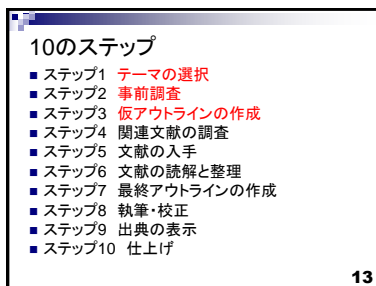 10のステップ
ステップ1 テーマの選択
ステップ2 事前調査
ステップ3 仮アウトラインの作成
ステップ4 関連文献の調査
ステップ5 文献の入手
ステップ6 文献の読解と整理
ステップ7 最終アウトラインの作成
ステップ8 執筆・校正
ステップ9 出典の表示
ステップ10 仕上げ
13